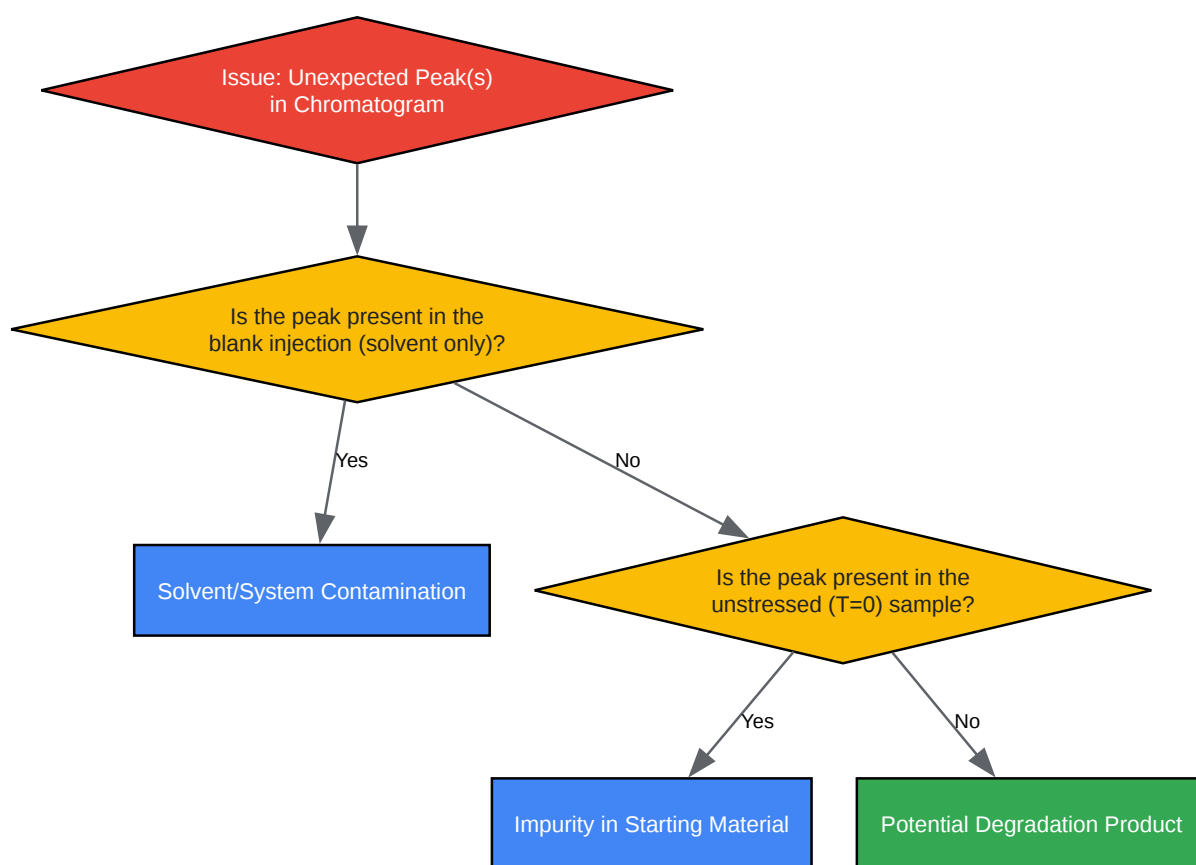 Issue: Unexpected Peak(s)
in Chromatogram
Is the peak present in the
blank injection (solvent only)?
Yes
No
Solvent/System Contamination
Is the peak present in the
unstressed (T=0) sample?
Yes
No
Impurity in Starting Material
Potential Degradation Product